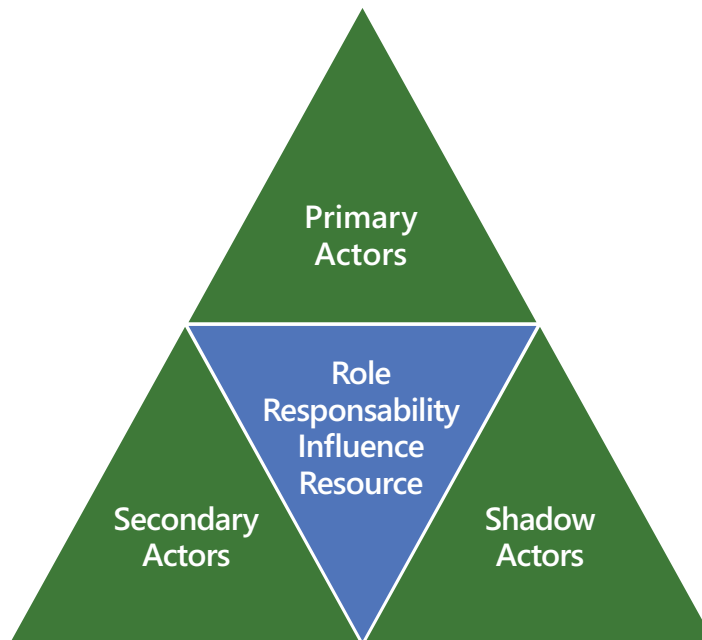 Primary
Actors
Role
Responsability
Influence
Resource
Secondary
Actors
Shadow
Actors